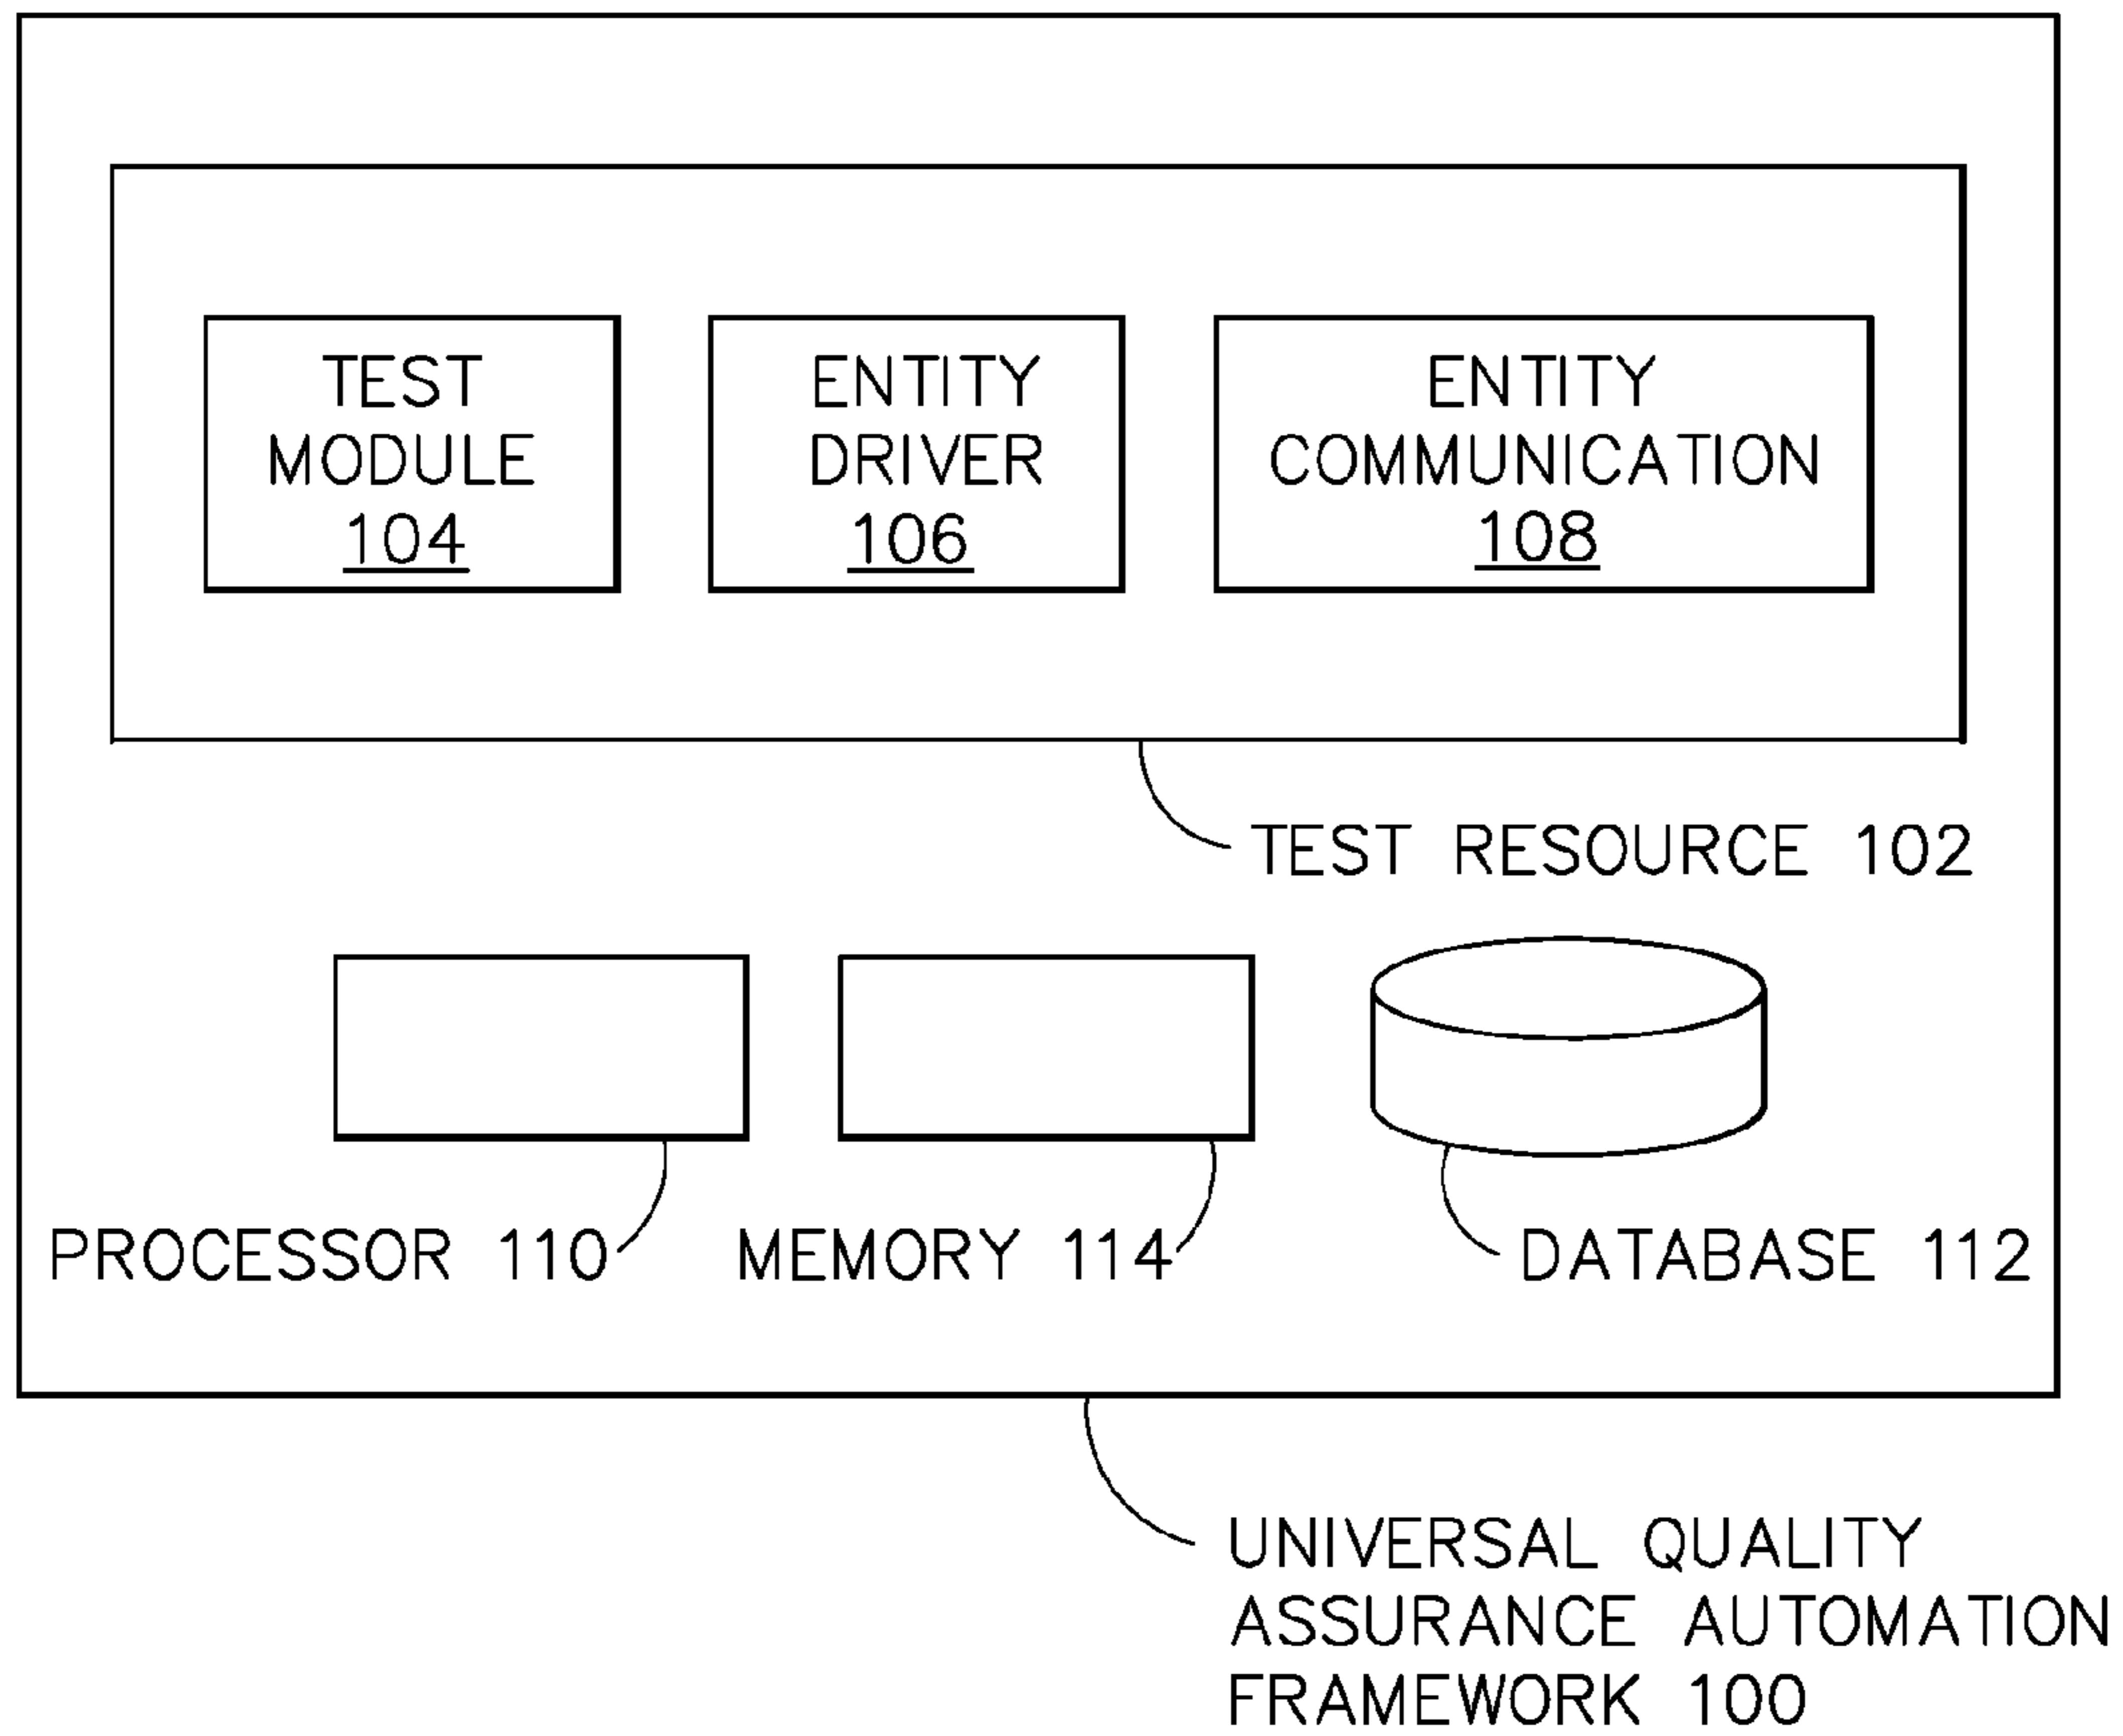 TEST
MODULE
104
ENTITY
DRIVER
106
ENTITY
COMMUNICATION
108
TEST RESOURCE 102
PROCESSOR 110
MEMORY 114
DATABASE 112
UNIVERSAL QUALITY
ASSURANCE AUTOMATION
FRAMEWORK 100